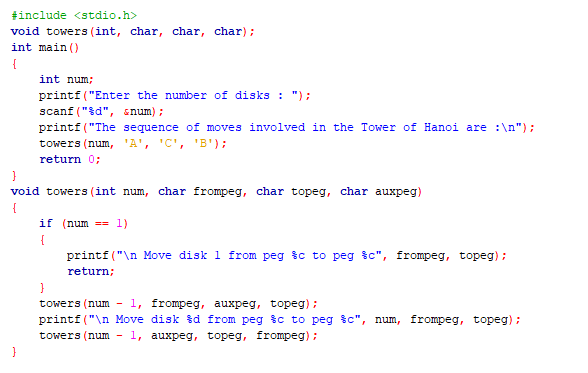 #include <stdio.h>
void towers(int, char, char, char);
int main()
{
    int num;
    printf("Enter the number of disks : ");
    scanf("%d", &num);
    printf("The sequence of moves involved in the Tower of Hanoi are :\n");
    towers(num, 'A', 'C', 'B');
    return 0;
}
void towers(int num, char frompeg, char topeg, char auxpeg)
{
    if (num == 1)
    {
        printf("\n Move disk 1 from peg %c to peg %c", frompeg, topeg);
        return;
    }
    towers(num - 1, frompeg, auxpeg, topeg);
    printf("\n Move disk %d from peg %c to peg %c", num, frompeg, topeg);
    towers(num - 1, auxpeg, topeg, frompeg);
}